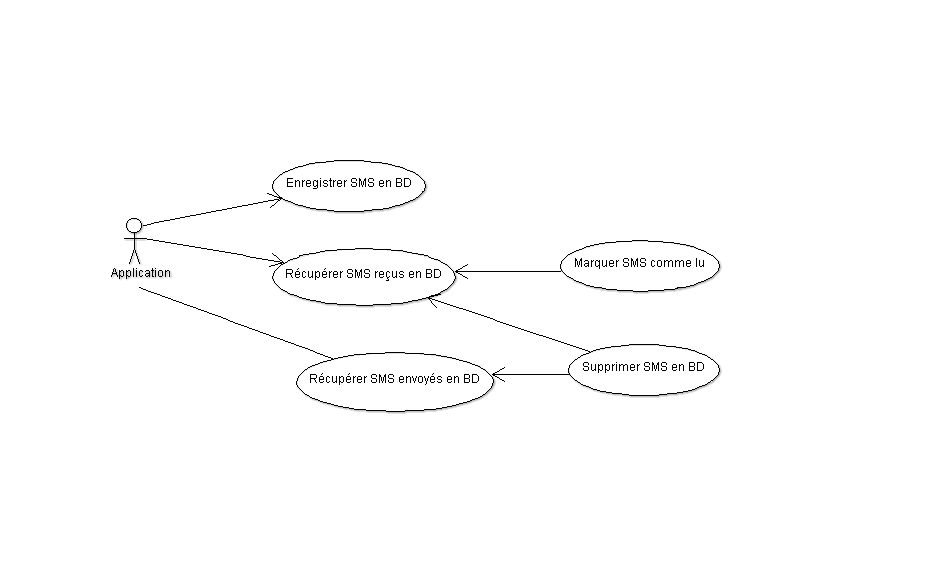 Enregistrer SMS en BD
Application
Récupérer SMS reçus en BD
Marquer SMS comme lu
Récupérer SMS envoyés en BD
Supprimer SMS en BD